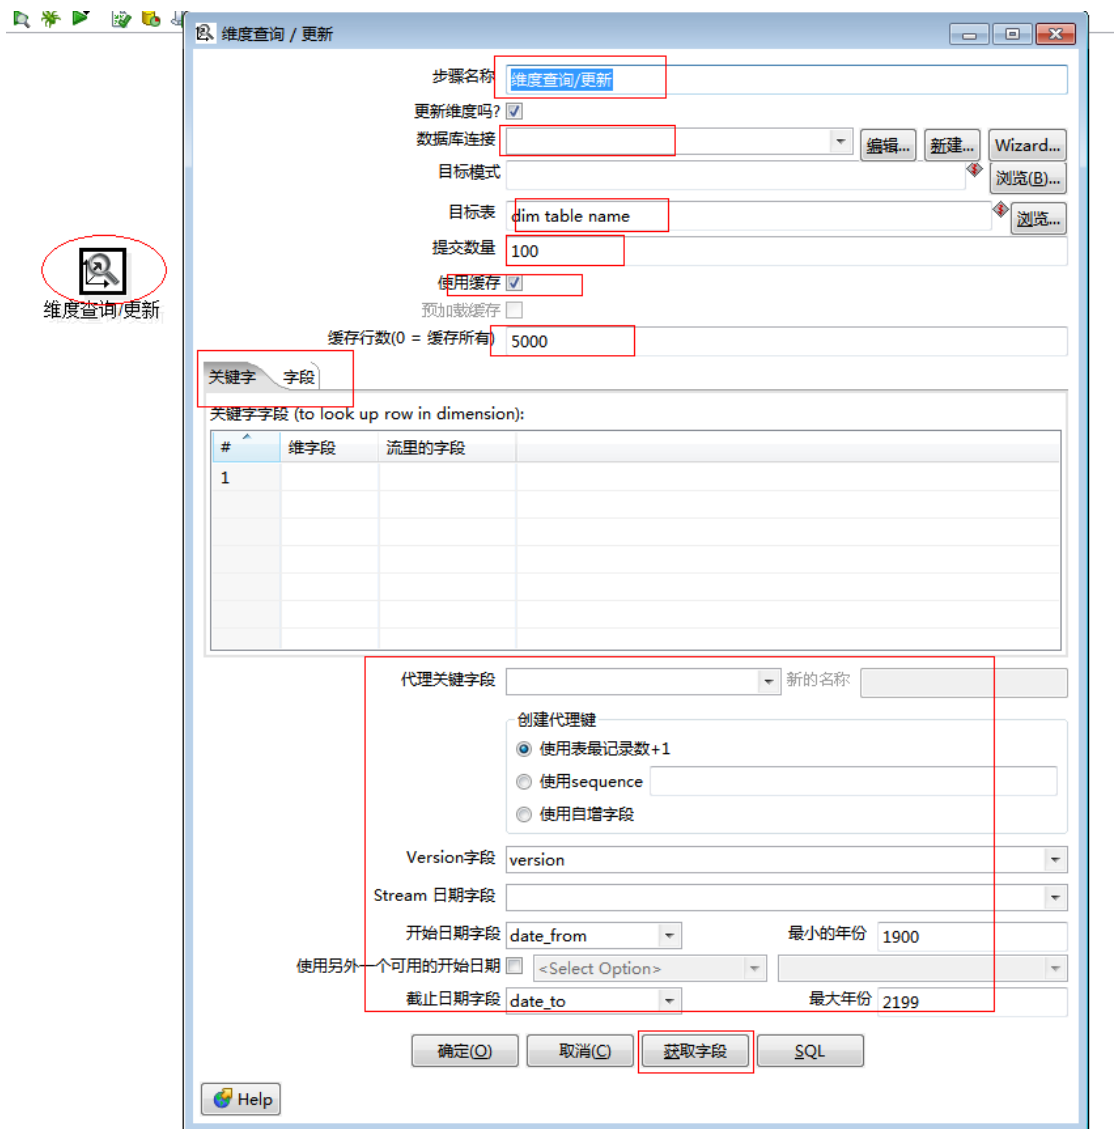 维度查询 / 更新
步骤名称 维度查询/更新
更新维度吗?
数据库连接 编辑... 新建... Wizard...
目标模式 浏览(B)...
目标表 dim table name 浏览...
提交数量 100
使用缓存
预加载缓存
缓存行数(0 = 缓存所有) 5000
维度查询/更新
关键字 字段
关键字字段 (to look up row in dimension):
# 维字段 流里的字段
1
代理关键字段 新的名称
创建代理键
使用表最记录数+1
使用sequence
使用自增字段
Version字段 version
Stream 日期字段
开始日期字段 date_from 最小的年份 1900
使用另外一个可用的开始日期 <Select Option>
截止日期字段 date_to 最大年份 2199
确定(O) 取消(C) 获取字段 SQL
Help